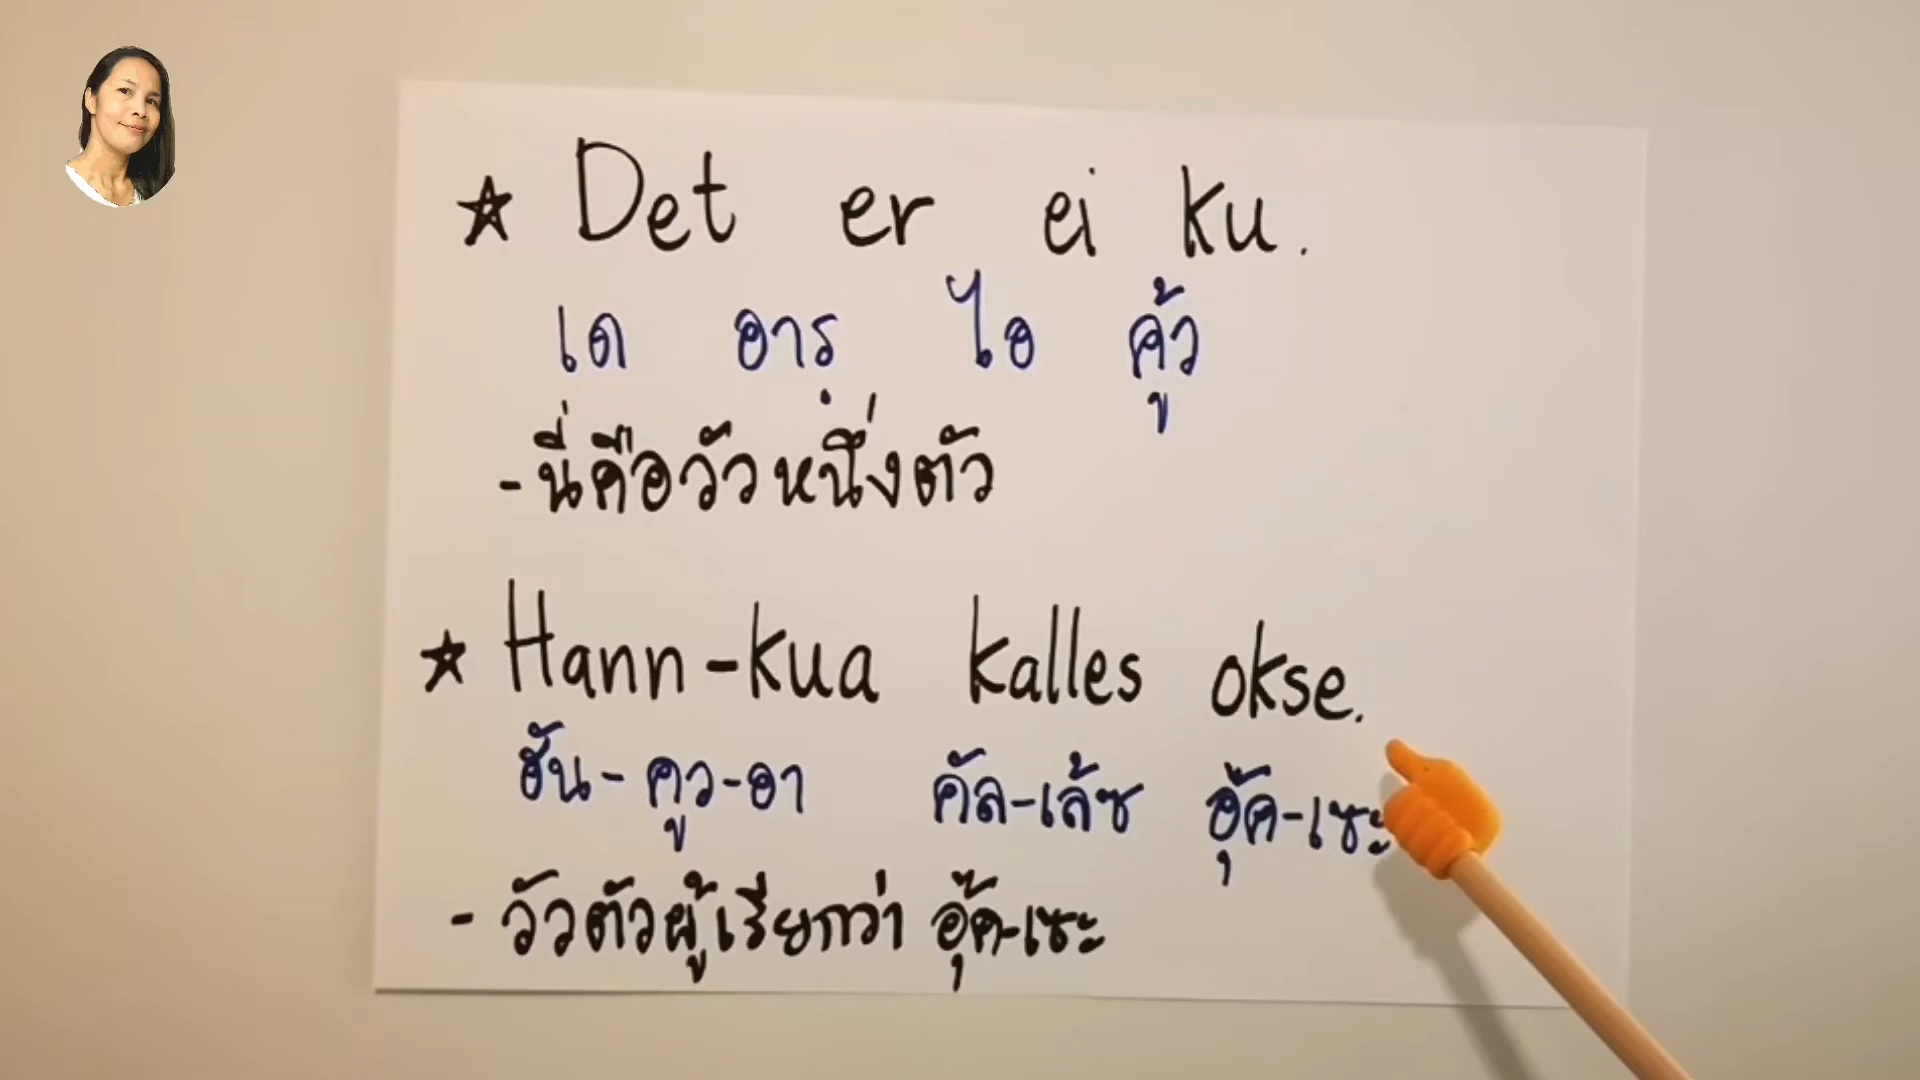 ☆ Det er ei ku.
เด อารฺ ไอ คู้ว
- นี่คือวัวหนึ่งตัว
☆ Hann-kua kalles okse.
ฮัน-คูว-อา คัล-เล้ซ อุ๊ค-เซะ
- วัวตัวผู้เรียกว่า อุ๊ค-เซะ